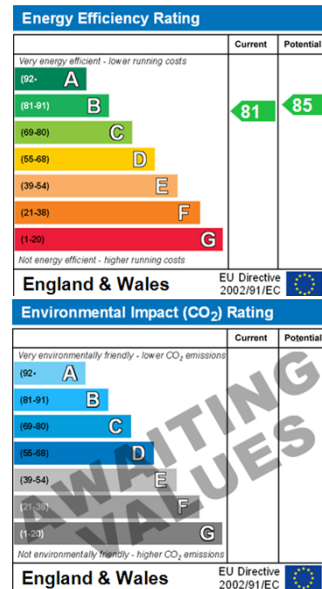 Energy Efficiency Rating
Current Potential
Very energy efficient - lower running costs
(92- A
(81-91) B
(69-80) C
(55-68) D
(39-54) E
(21-38) F
(1-20) G
81 85
Not energy efficient - higher running costs
England & Wales
EU Directive
2002/91/EC
Environmental Impact (CO₂) Rating
Current Potential
Very environmentally friendly - lower CO₂ emissions
(92- A
(81-91) B
(69-80) C
(55-68) D
(39-54) E
(21-38) F
(1-20) G
AWAITING
VALUES
Not environmentally friendly - higher CO₂ emissions
England & Wales
EU Directive
2002/91/EC